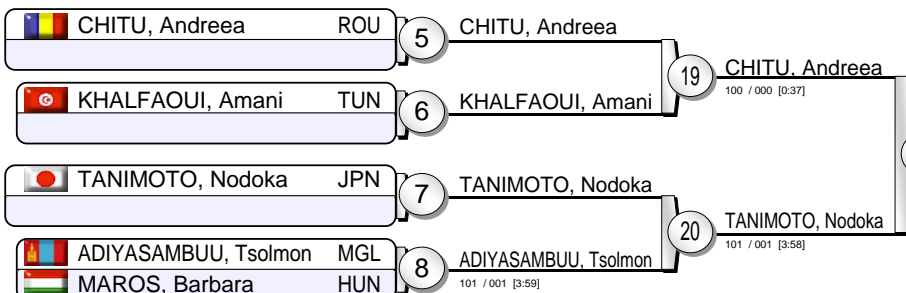 CHITU, Andreea ROU
5
CHITU, Andreea
KHALFAOUI, Amani TUN
6
KHALFAOUI, Amani
19
CHITU, Andreea
100 / 000 [0:37]
TANIMOTO, Nodoka JPN
7
TANIMOTO, Nodoka
ADIYASAMBUU, Tsolmon MGL
MAROS, Barbara HUN
8
ADIYASAMBUU, Tsolmon
101 / 001 [3:59]
20
TANIMOTO, Nodoka
101 / 001 [3:58]